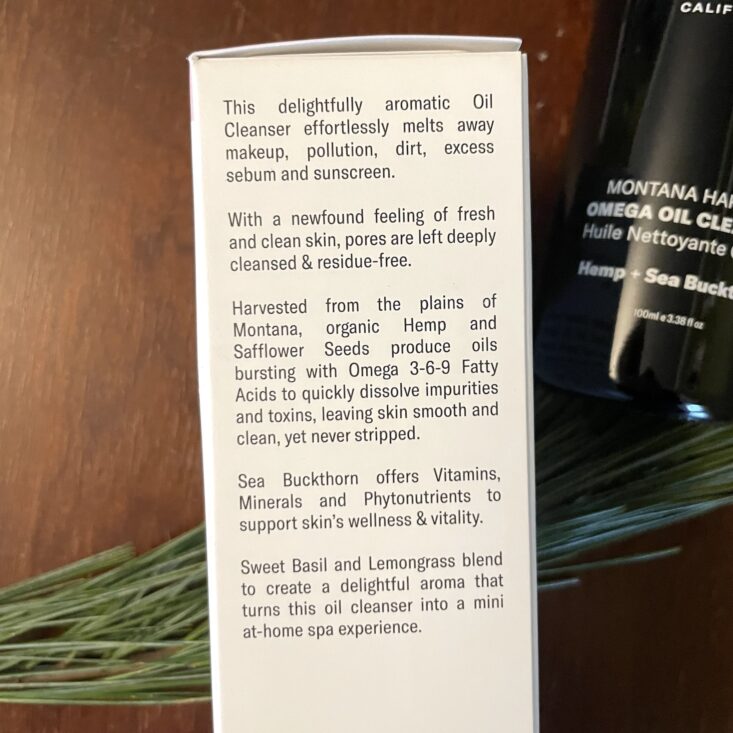 This delightfully aromatic Oil
Cleanser effortlessly melts away
makeup, pollution, dirt, excess
sebum and sunscreen.
With a newfound feeling of fresh
and clean skin, pores are left deeply
cleansed & residue-free.
Harvested from the plains of
Montana, organic Hemp and
Safflower Seeds produce oils
bursting with Omega 3-6-9 Fatty
Acids to quickly dissolve impurities
and toxins, leaving skin smooth and
clean, yet never stripped.
Sea Buckthorn offers Vitamins,
Minerals and Phytonutrients to
support skin's wellness & vitality.
Sweet Basil and Lemongrass blend
to create a delightful aroma that
turns this oil cleanser into a mini
at-home spa experience.
CALIF
MONTANA HA
OMEGA OIL CLE
Huile Nettoyante
Hemp + Sea Buckt
100ml e 3.38 fl oz